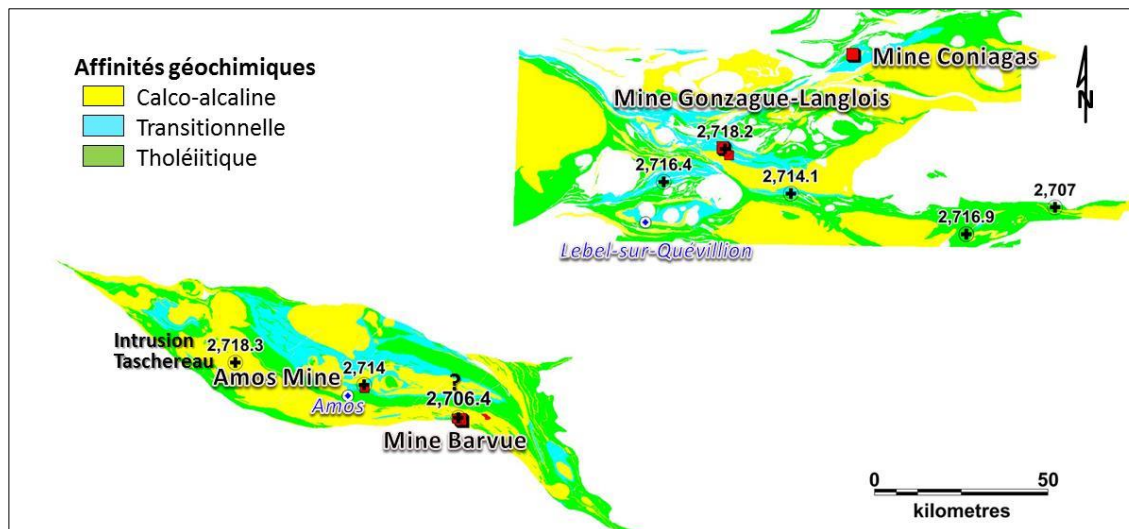 Affinités géochimiques
Calco-alcaline
Transitionnelle
Tholéiitique
Mine Coniagas
N
Mine Gonzague-Langlois
2,718.2
2,716.4
2,714.1
2,707
2,716.9
Lebel-sur-Quévillion
Intrusion
Taschereau
2,718.3
Amos Mine
2,714
Amos
?
2,706.4
Mine Barvue
0
50
kilometres